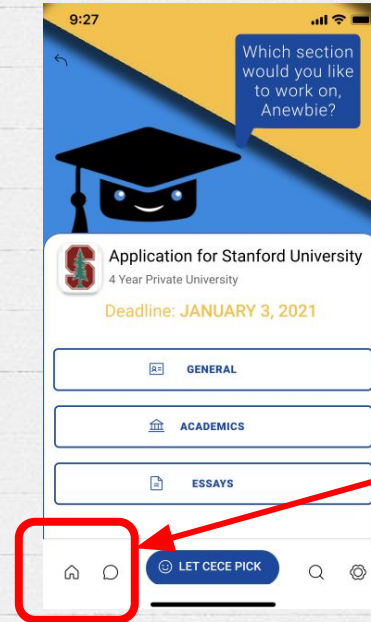 9:27
Which section
would you like
to work on,
Anewbie?
Application for Stanford University
4 Year Private University
Deadline: JANUARY 3, 2021
GENERAL
ACADEMICS
ESSAYS
LET CECE PICK